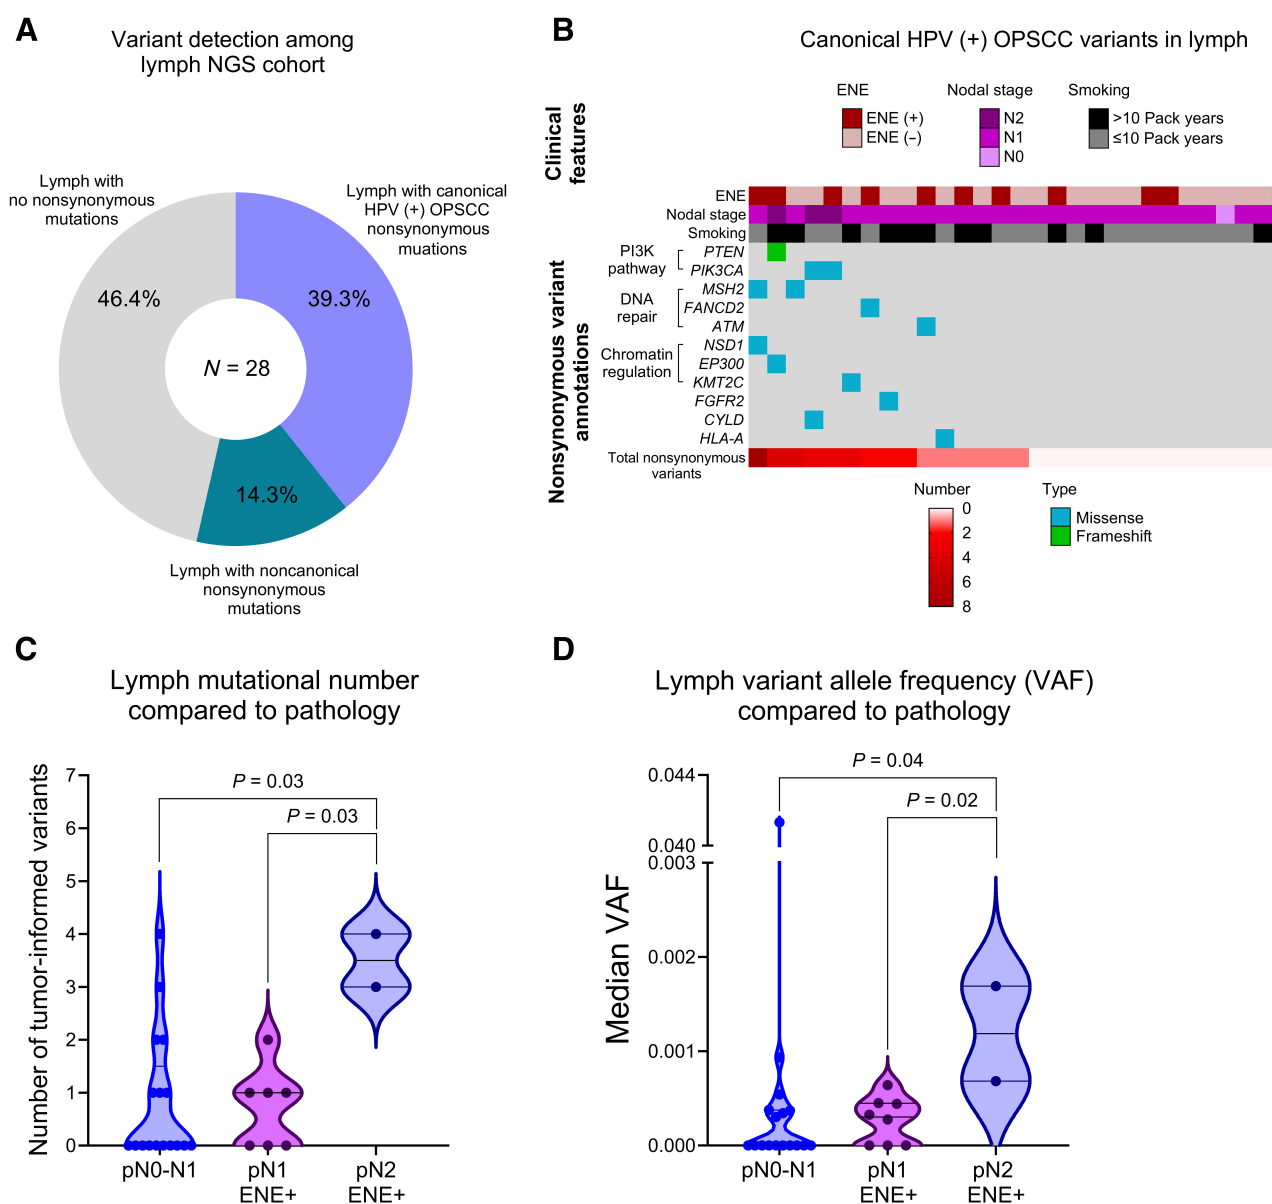 A
Variant detection among
lymph NGS cohort
Lymph with
no nonsynonymous
mutations
Lymph with canonical
HPV (+) OPSCC
nonsynonymous
muations
46.4%
39.3%
N = 28
14.3%
Lymph with noncanonical
nonsynonymous
mutations
B
Canonical HPV (+) OPSCC variants in lymph
Clinical
features
ENE
ENE (+)
ENE (−)
Nodal stage
N2
N1
N0
Smoking
>10 Pack years
≤10 Pack years
ENE
Nodal stage
Smoking
Nonsynonymous variant
annotations
PI3K
pathway
PTEN
PIK3CA
DNA
repair
MSH2
FANCD2
ATM
Chromatin
regulation
NSD1
EP300
KMT2C
FGFR2
CYLD
HLA-A
Total nonsynonymous
variants
Number
0
2
4
6
8
Type
Missense
Frameshift
C
Lymph mutational number
compared to pathology
Number of tumor-informed variants
7
6
5
4
3
2
1
0
P = 0.03
P = 0.03
pN0-N1
pN1
ENE+
pN2
ENE+
D
Lymph variant allele frequency (VAF)
compared to pathology
Median VAF
0.044
0.040
0.003
0.002
0.001
0.000
P = 0.04
P = 0.02
pN0-N1
pN1
ENE+
pN2
ENE+